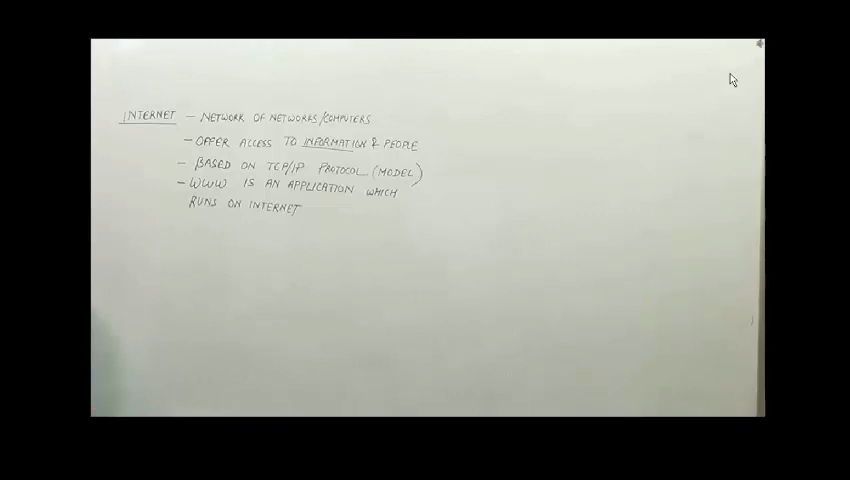 INTERNET - NETWORK OF NETWORKS/COMPUTERS
- OFFER ACCESS TO INFORMATION & PEOPLE
- BASED ON TCP/IP PROTOCOL (MODEL)
- WWW IS AN APPLICATION WHICH
RUNS ON INTERNET